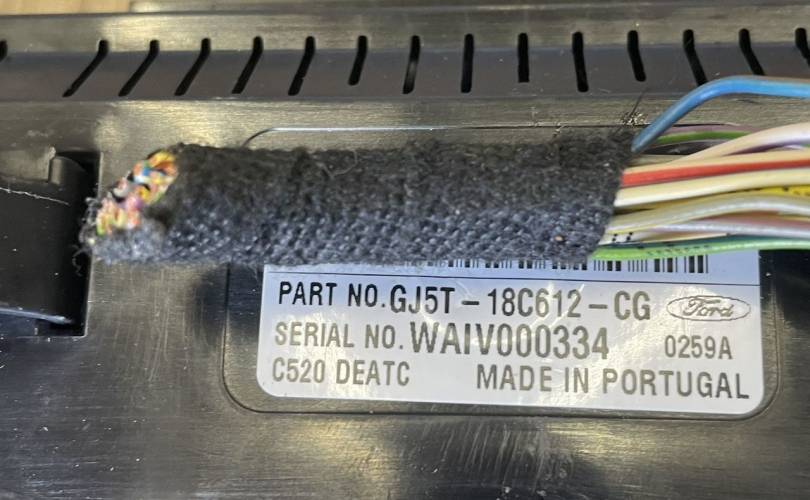 PART NO.GJ5T-18C612-CG Ford
SERIAL NO.WAIV000334 0259A
C520 DEATC MADE IN PORTUGAL